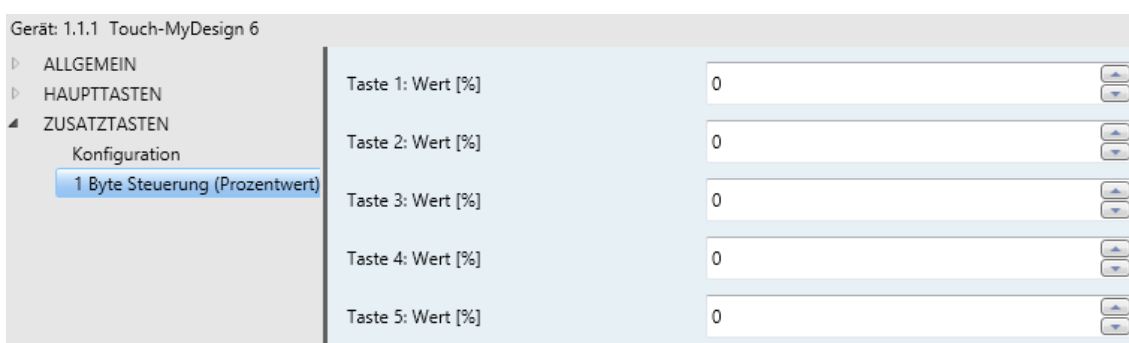 Gerät: 1.1.1 Touch-MyDesign 6
ALLGEMEIN
HAUPTTASTEN
ZUSATZTASTEN
Konfiguration
1 Byte Steuerung (Prozentwert)
Taste 1: Wert [%] 0
Taste 2: Wert [%] 0
Taste 3: Wert [%] 0
Taste 4: Wert [%] 0
Taste 5: Wert [%] 0